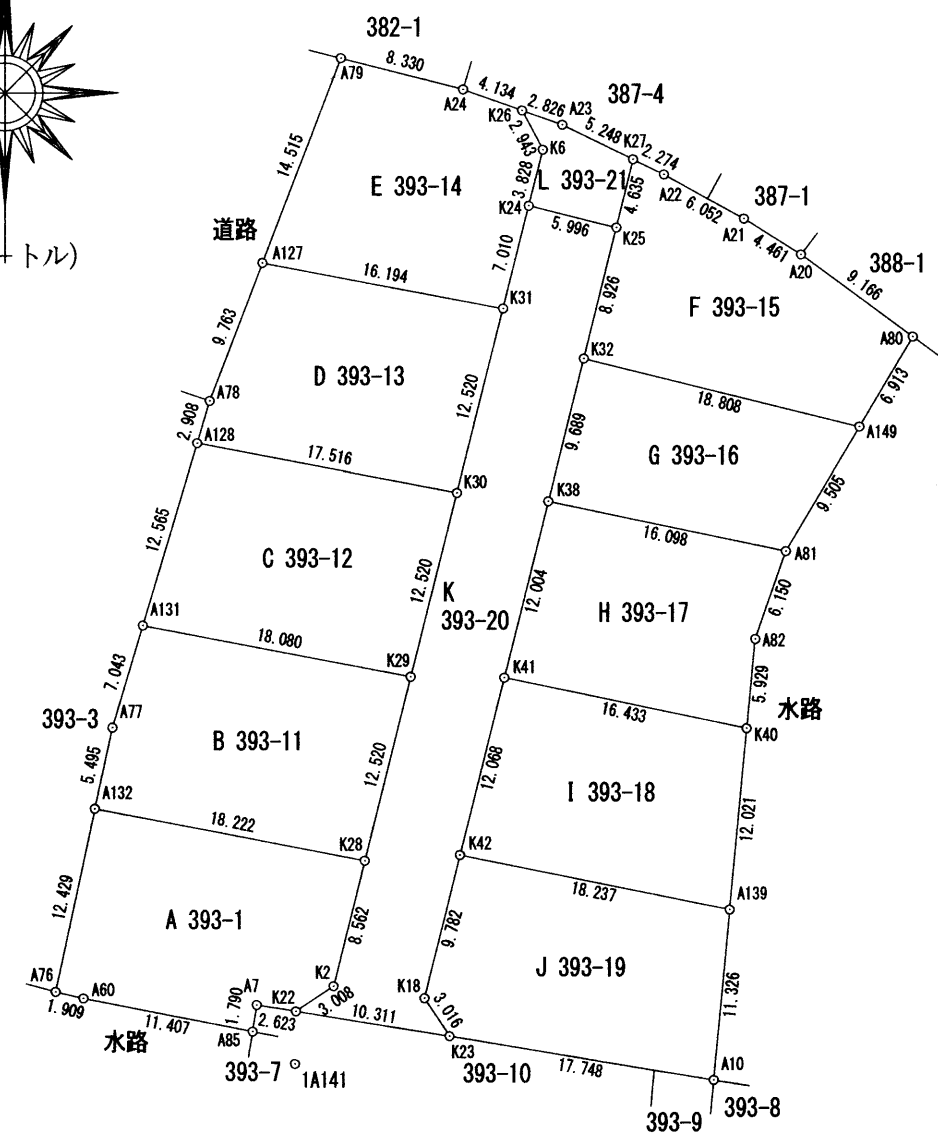 382-1
A79
8.330
A24
4.134
K26
2.826
A23
387-4
5.248
K27
2.274
2.943
K6
14.515
E 393-14
3.828
L 393-21
4.635
A22
6.052
387-1
A21
4.461
A20
K24
5.996
K25
道路
トル)
A127
16.194
7.010
K31
8.926
9.166
388-1
F 393-15
A80
9.763
D 393-13
12.520
K32
18.808
6.913
A149
A78
2.908
A128
17.516
K30
9.689
G 393-16
9.505
K38
16.098
A81
12.565
C 393-12
12.520
K
393-20
12.004
H 393-17
6.150
A82
A131
18.080
K29
K41
16.433
5.929
水路
K40
7.043
393-3
A77
B 393-11
12.520
12.068
I 393-18
12.021
5.495
A132
18.222
K28
K42
18.237
A139
12.429
A 393-1
8.562
9.782
J 393-19
11.326
A76
1.909
A60
11.407
水路
A7
1.790
K22
2.623
A85
K2
3.008
10.311
K18
3.016
K23
17.748
A10
393-7
1A141
393-10
393-9
393-8